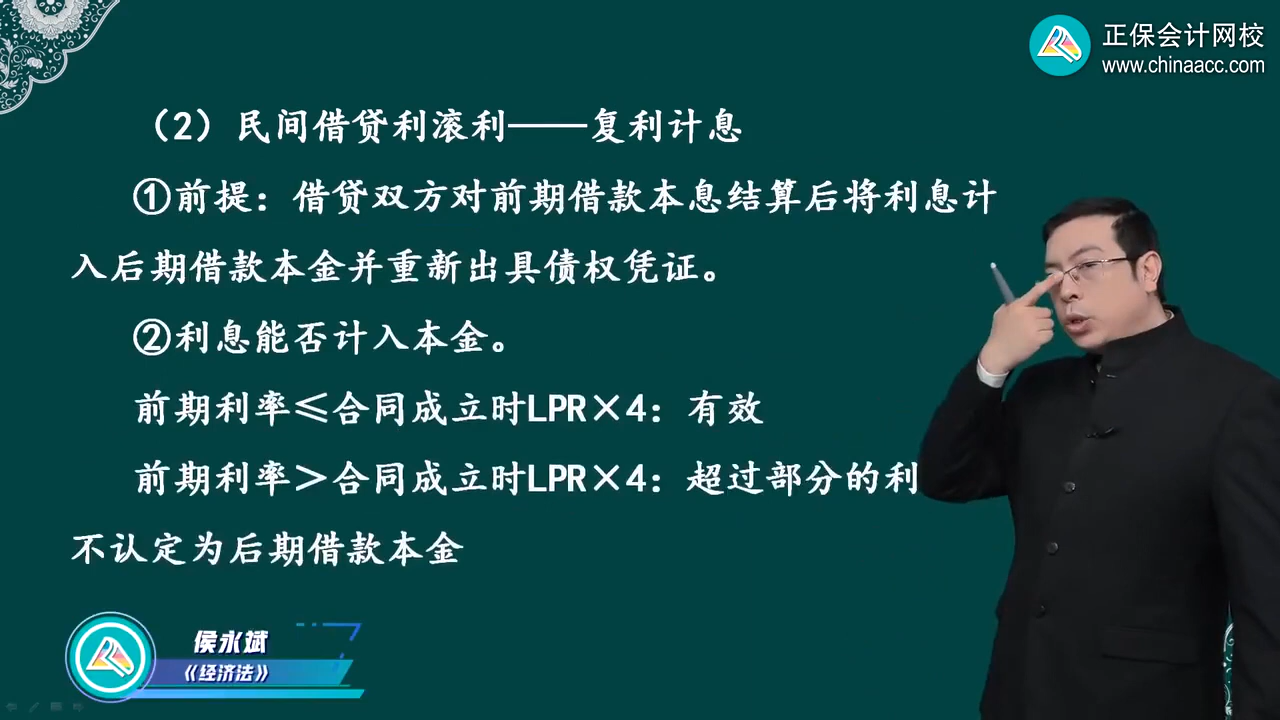 正保会计网校
www.chinaacc.com
（2）民间借贷利滚利——复利计息
①前提：借贷双方对前期借款本息结算后将利息计
入后期借款本金并重新出具债权凭证。
②利息能否计入本金。
前期利率≤合同成立时LPR×4：有效
前期利率＞合同成立时LPR×4：超过部分的利
不认定为后期借款本金
侯永斌
《经济法》